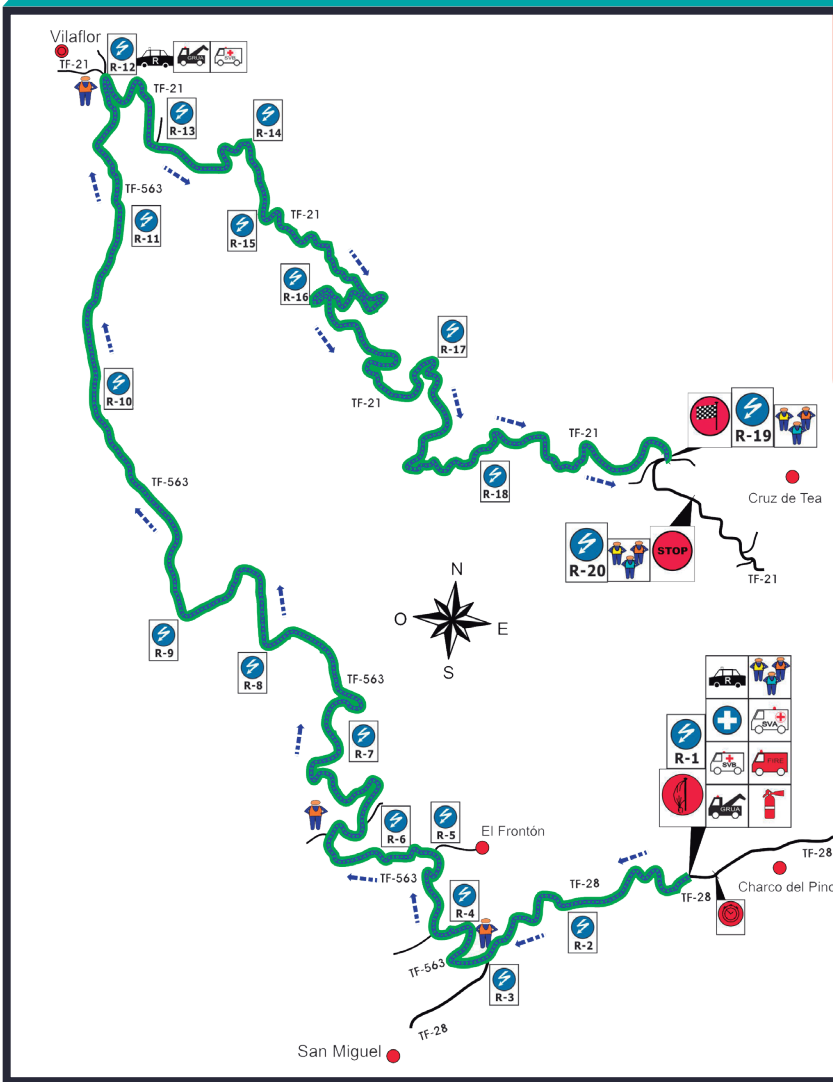 Vilaflor
TF-21
R-12
R
GRUA
SVB
TF-21
R-13
R-14
TF-563
R-11
R-15
TF-21
R-16
R-17
TF-21
R-10
R-19
TF-21
TF-563
R-18
Cruz de Tea
R-20
STOP
TF-21
N
O
E
S
R-9
R-8
TF-563
R
R-7
R-1
SVA
SVB
FIRE
GRUA
R-6
R-5
El Frontón
TF-563
TF-28
TF-28
TF-28
Charco del Pino
R-4
R-2
TF-563
R-3
TF-28
San Miguel